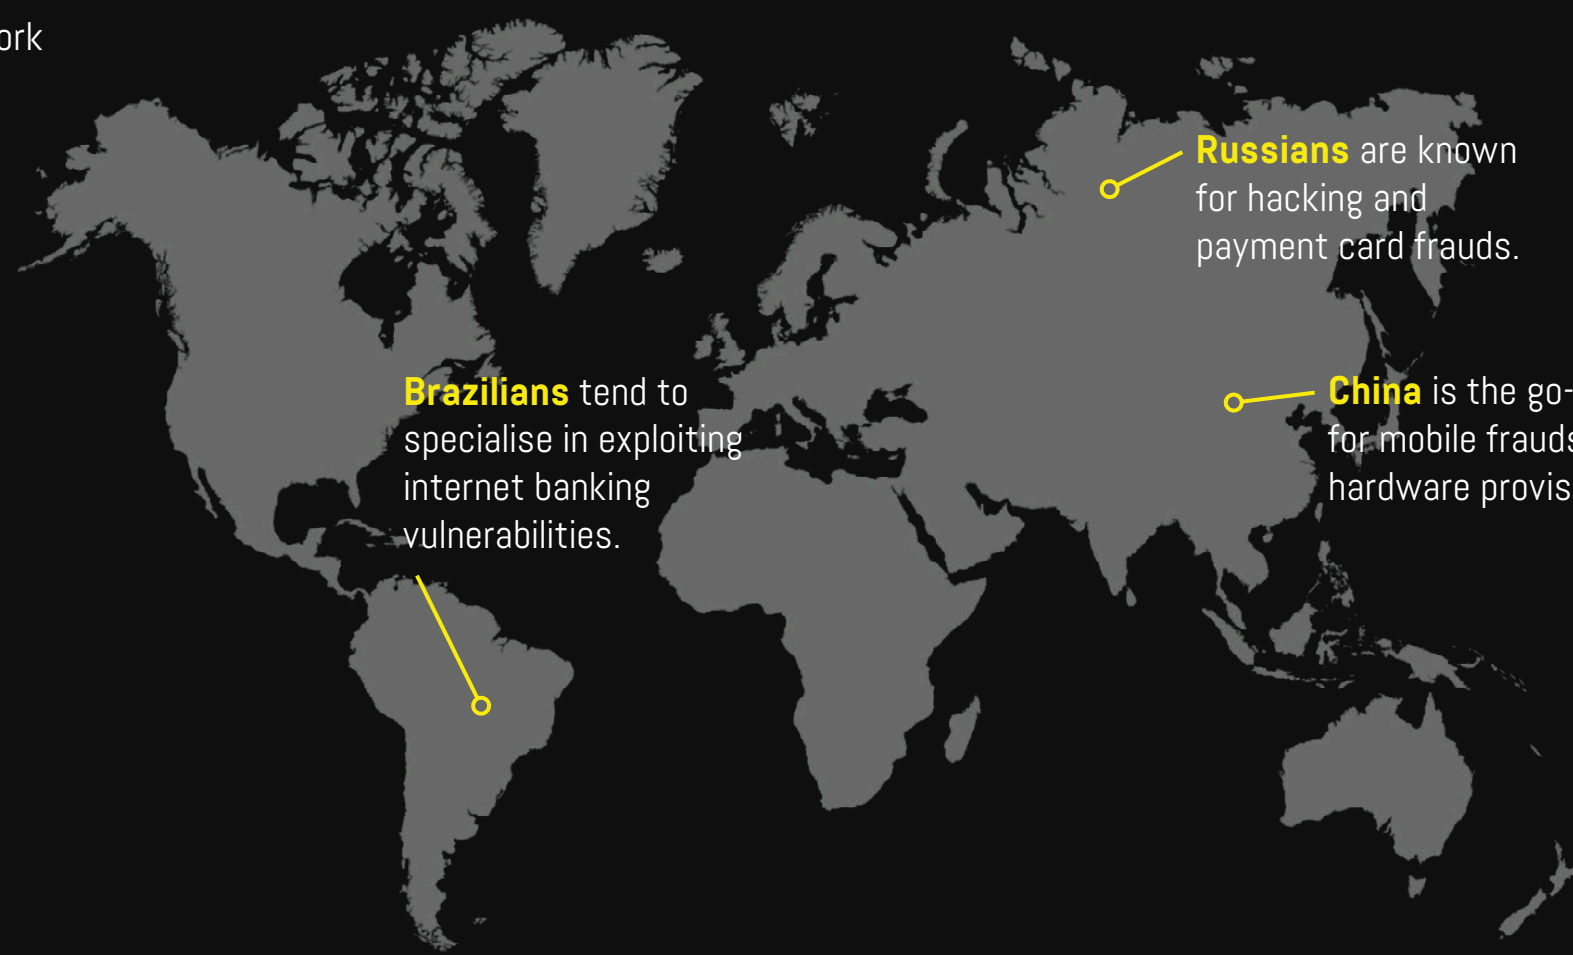 ork
Russians are known
for hacking and
payment card frauds.
Brazilians tend to
specialise in exploiting
internet banking
vulnerabilities.
China is the go-
for mobile frauds
hardware provis